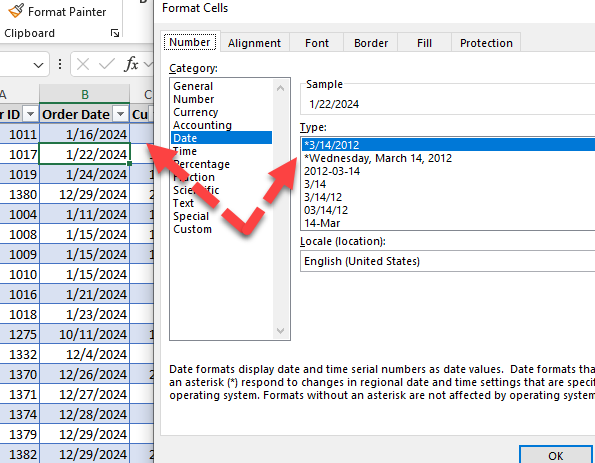 Format Painter
Clipboard
fx
A B C
r ID Order Date Cu
1011 1/16/2024
1017 1/22/2024
1019 1/24/2024
1380 12/29/2024 2
1004 1/11/2024 1
1008 1/15/2024 1
1009 1/15/2024 1
1010 1/15/2024
1016 1/21/2024
1018 1/23/2024
1275 10/11/2024 1
1332 12/4/2024
1370 12/26/2024 2
1371 12/27/2024
1374 12/28/2024
1379 12/29/2024
1382 12/29/2024 2
Format Cells
Number Alignment Font Border Fill Protection
Category:
General
Number
Currency
Accounting
Date
Time
Percentage
Fraction
Scientific
Text
Special
Custom
Sample
1/22/2024
Type:
*3/14/2012
*Wednesday, March 14, 2012
2012-03-14
3/14
3/14/12
03/14/12
14-Mar
Locale (location):
English (United States)
Date formats display date and time serial numbers as date values. Date formats tha
an asterisk (*) respond to changes in regional date and time settings that are specif
operating system. Formats without an asterisk are not affected by operating system
OK